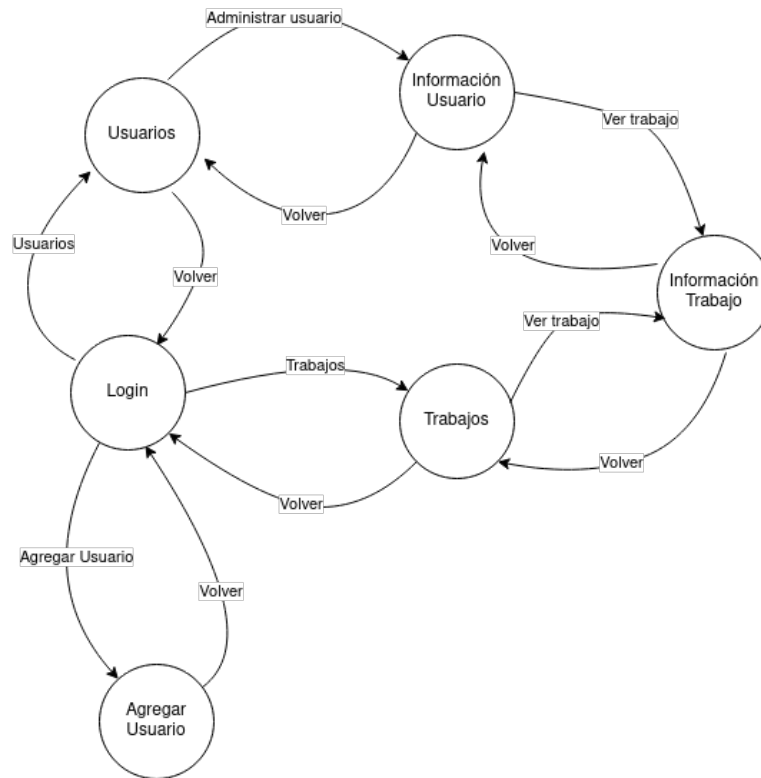 Administrar usuario
Información
Usuario
Ver trabajo
Usuarios
Volver
Usuarios
Volver
Volver
Información
Trabajo
Ver trabajo
Trabajos
Login
Trabajos
Volver
Volver
Agregar Usuario
Volver
Agregar
Usuario